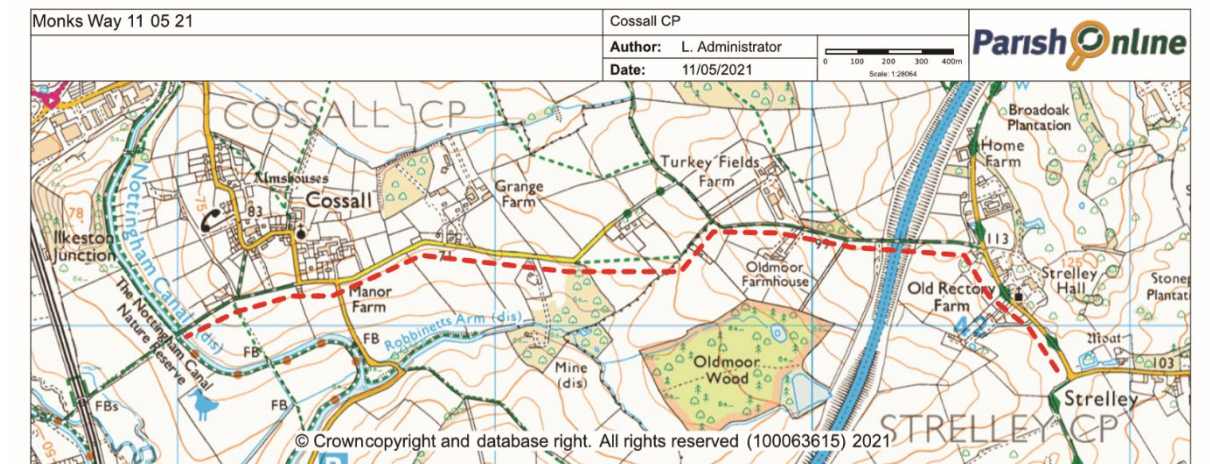 Monks Way 11 05 21
Cossall CP
Author: L. Administrator
Date: 11/05/2021
0 100 200 300 400m
Scale: 1:28064
Parish Online
COSSALL CP
Broadoak
Plantation
Home
Farm
Turkey Fields
Farm
Almshouses
Cossall
Grange
Farm
78
75
83
71
Ilkeston
Junction
Nottingham Canal (dis)
The Nottingham Canal
Nature Reserve
Manor
Farm
113
125
Strelley
Hall
Oldmoor
Farmhouse
Old Rectory
Farm
Robbinetts Arm (dis)
FB
FB
FB
FBs
Mine
(dis)
Oldmoor
Wood
Moat
103
50
Strelley
STRELLEY CP
© Crown copyright and database right. All rights reserved (100063615) 2021